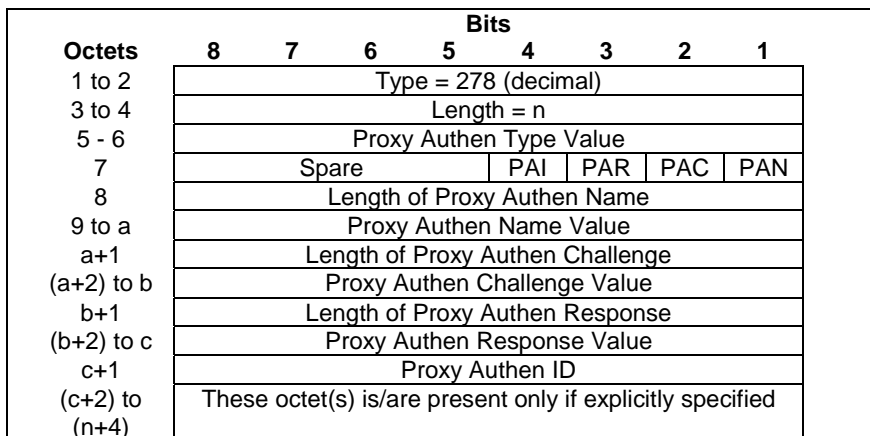 Bits
Octets 8 7 6 5 4 3 2 1
1 to 2 Type = 278 (decimal)
3 to 4 Length = n
5 - 6 Proxy Authen Type Value
7 Spare PAI PAR PAC PAN
8 Length of Proxy Authen Name
9 to a Proxy Authen Name Value
a+1 Length of Proxy Authen Challenge
(a+2) to b Proxy Authen Challenge Value
b+1 Length of Proxy Authen Response
(b+2) to c Proxy Authen Response Value
c+1 Proxy Authen ID
(c+2) to These octet(s) is/are present only if explicitly specified
(n+4)